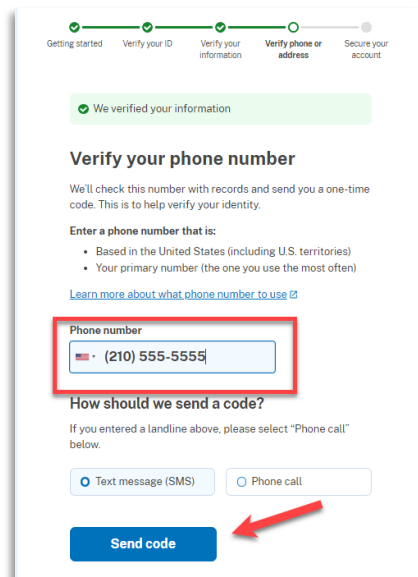 Getting started Verify your ID Verify your information Verify phone or address Secure your account
We verified your information
Verify your phone number
We'll check this number with records and send you a one-time
code. This is to help verify your identity.
Enter a phone number that is:
• Based in the United States (including U.S. territories)
• Your primary number (the one you use the most often)
Learn more about what phone number to use
Phone number
(210) 555-5555
How should we send a code?
If you entered a landline above, please select “Phone call”
below.
Text message (SMS) Phone call
Send code